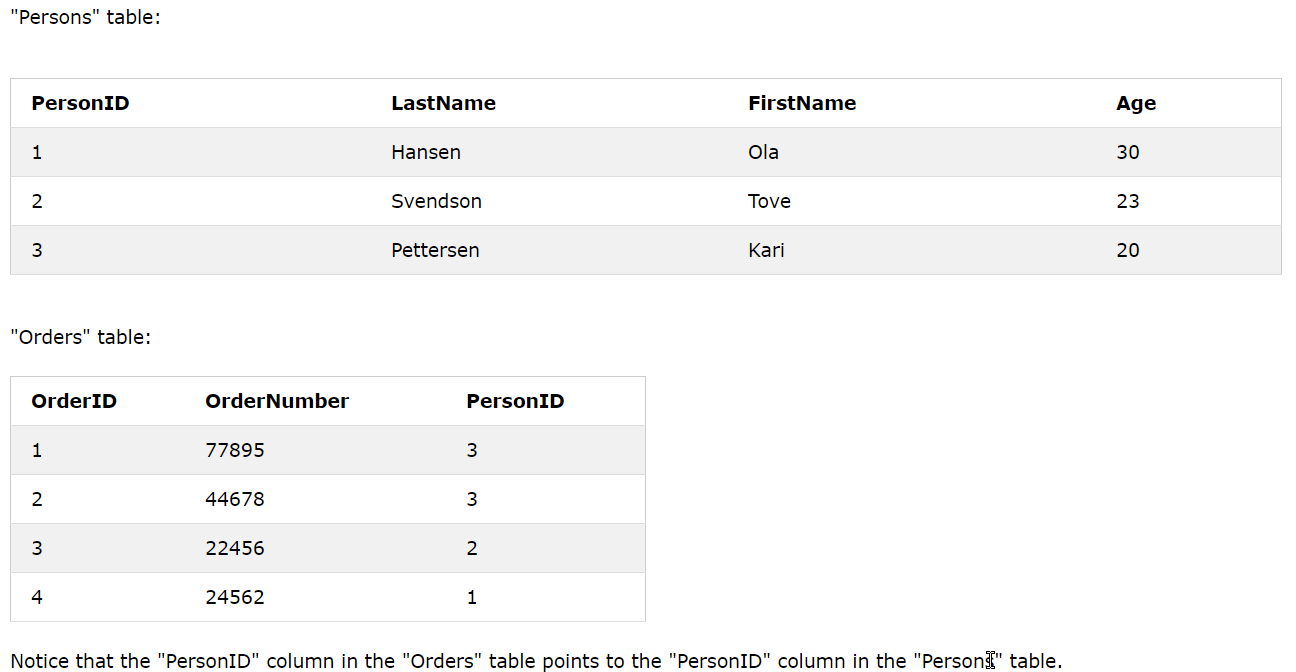 "Persons" table:
PersonID LastName FirstName Age
1 Hansen Ola 30
2 Svendson Tove 23
3 Pettersen Kari 20
"Orders" table:
OrderID OrderNumber PersonID
1 77895 3
2 44678 3
3 22456 2
4 24562 1
Notice that the "PersonID" column in the "Orders" table points to the "PersonID" column in the "Persons" table.